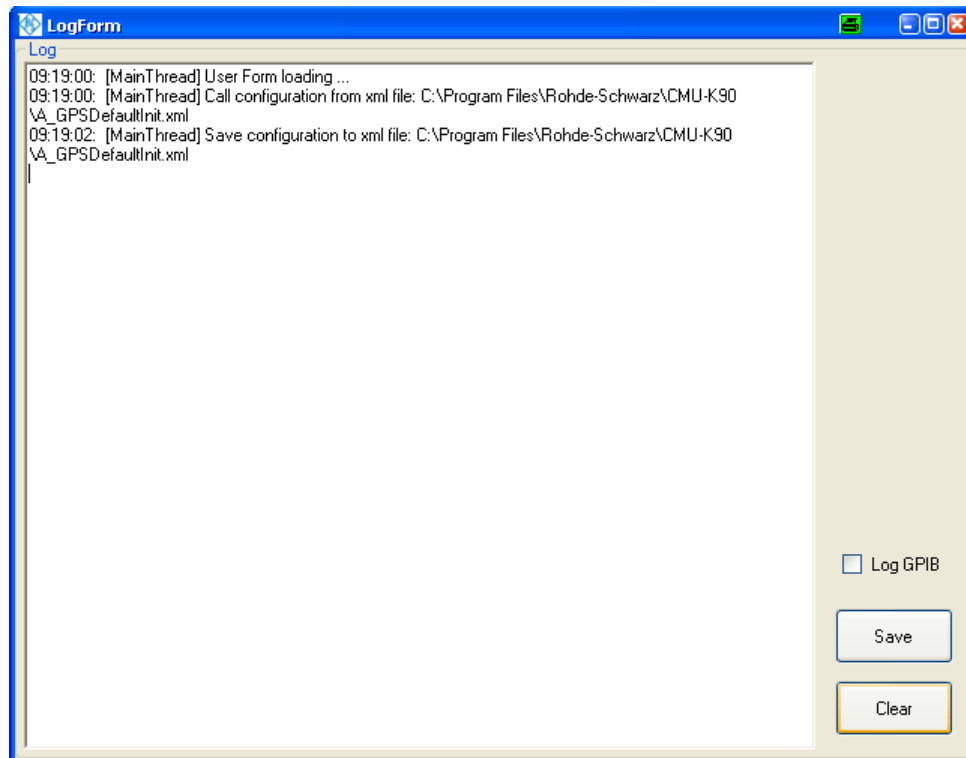 LogForm
Log
09:19:00:  [MainThread] User Form loading ...
09:19:00:  [MainThread] Call configuration from xml file: C:\Program Files\Rohde-Schwarz\CMU-K90
\A_GPSDefaultInit.xml
09:19:02:  [MainThread] Save configuration to xml file: C:\Program Files\Rohde-Schwarz\CMU-K90
\A_GPSDefaultInit.xml
Log GPIB
Save
Clear